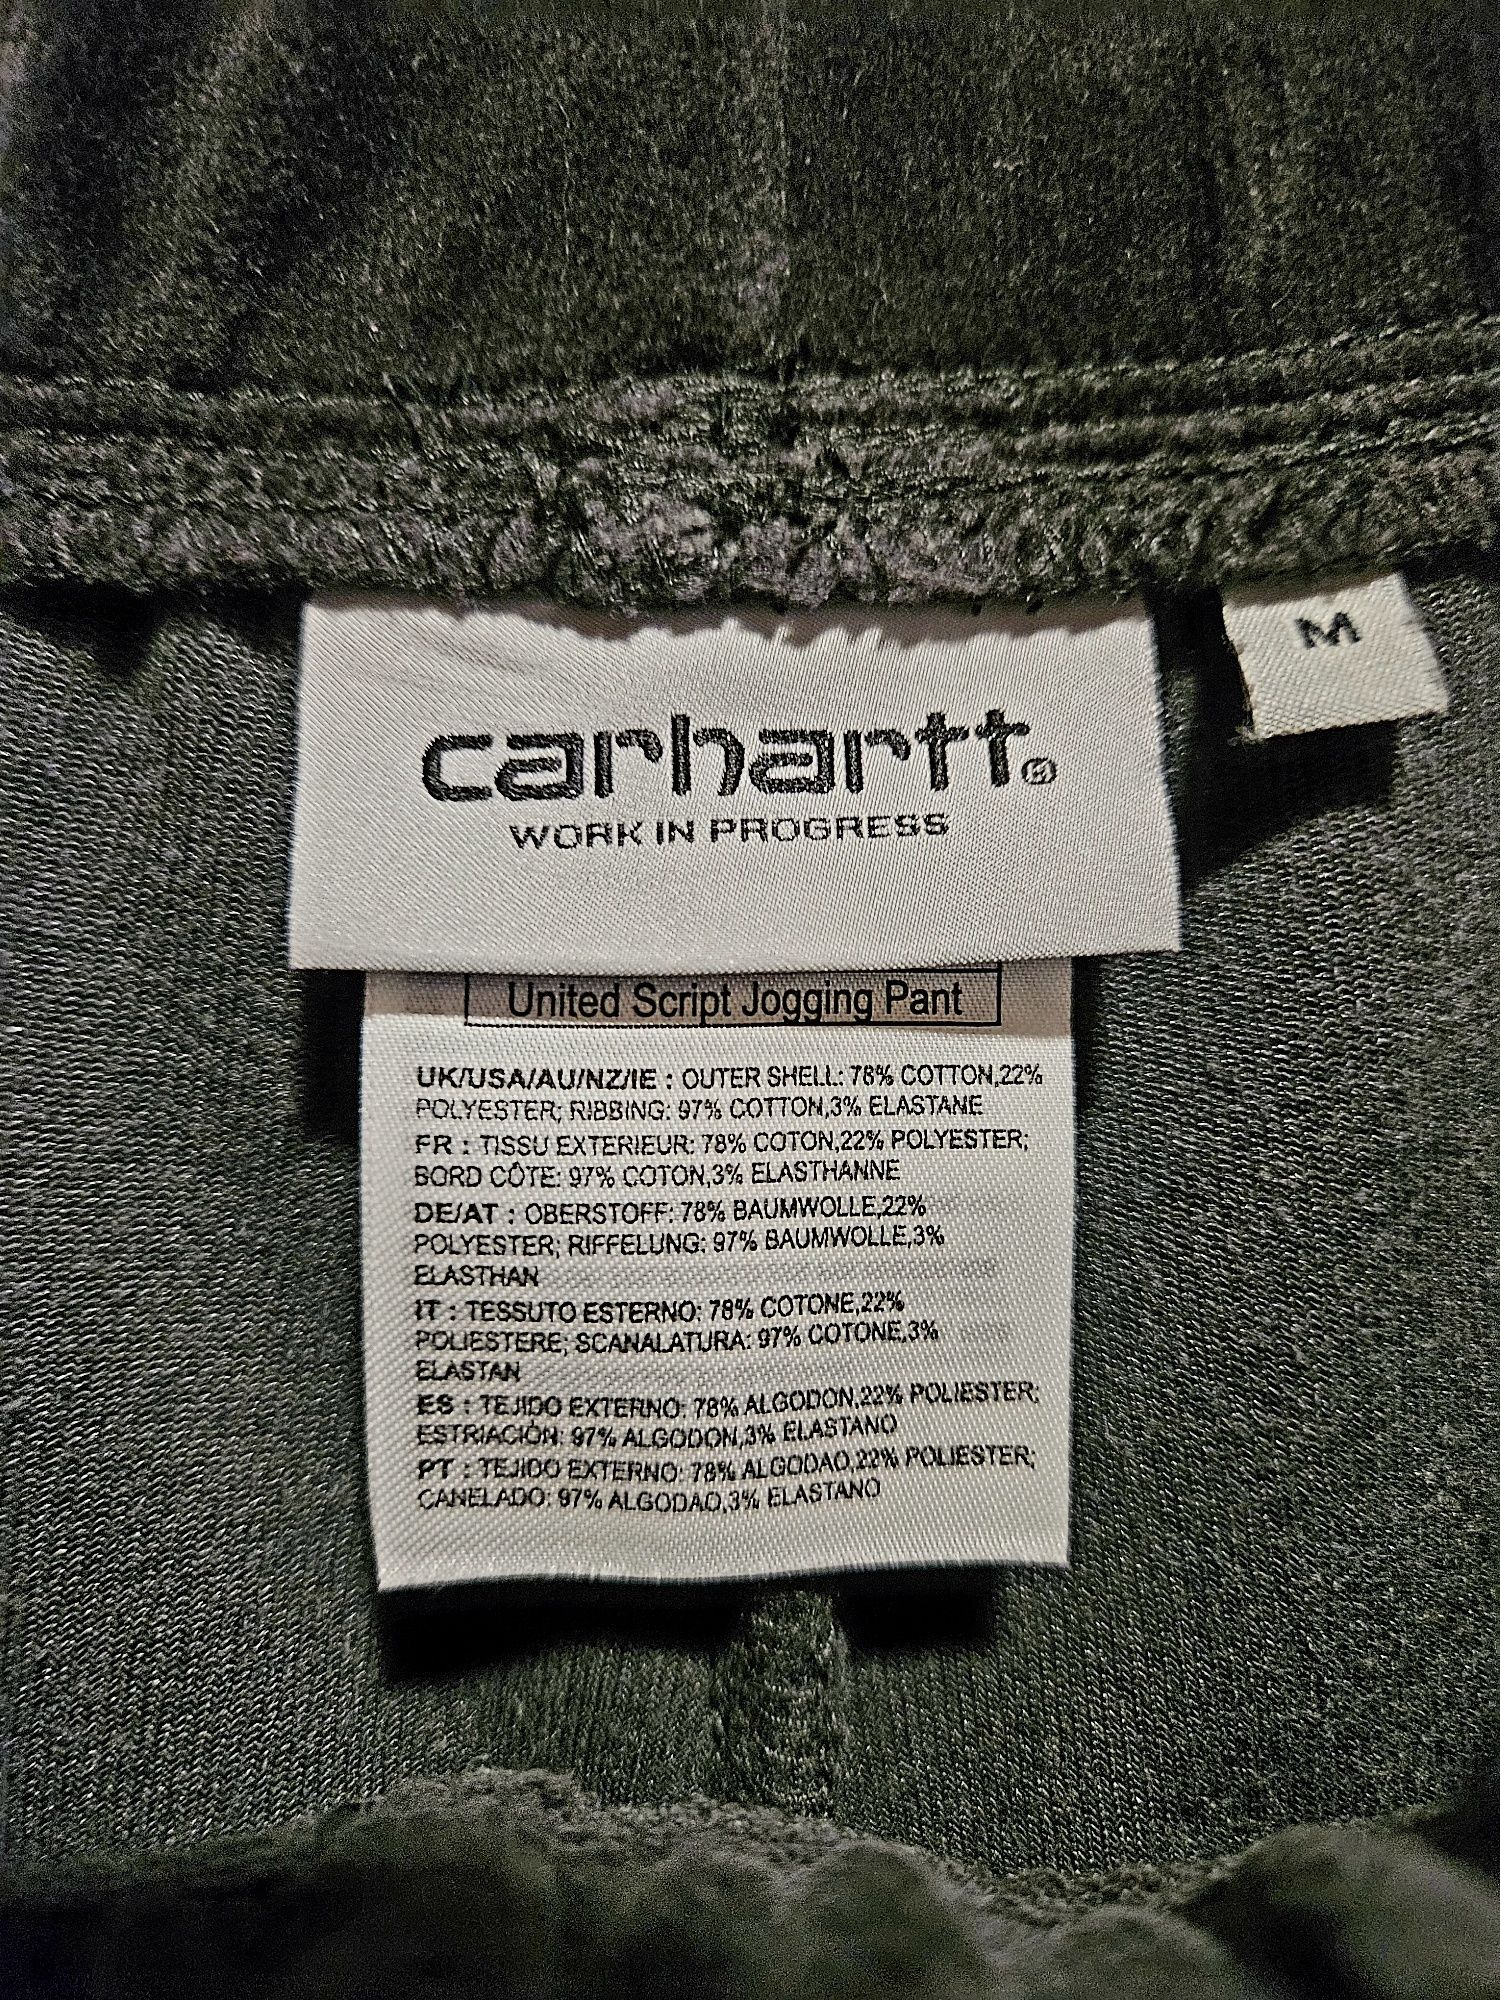 carhartt®
WORK IN PROGRESS
M
United Script Jogging Pant
UK/USA/AU/NZ/IE : OUTER SHELL: 78% COTTON,22%
POLYESTER; RIBBING: 97% COTTON,3% ELASTANE
FR : TISSU EXTERIEUR: 78% COTON,22% POLYESTER;
BORD CÔTE: 97% COTON,3% ELASTHANNE
DE/AT : OBERSTOFF: 78% BAUMWOLLE,22%
POLYESTER; RIFFELUNG: 97% BAUMWOLLE,3%
ELASTHAN
IT : TESSUTO ESTERNO: 78% COTONE,22%
POLIESTERE; SCANALATURA: 97% COTONE,3%
ELASTAN
ES : TEJIDO EXTERNO: 78% ALGODON,22% POLIESTER;
ESTRIACIÓN: 97% ALGODON,3% ELASTANO
PT : TEJIDO EXTERNO: 78% ALGODAO,22% POLIESTER;
CANELADO: 97% ALGODAO,3% ELASTANO